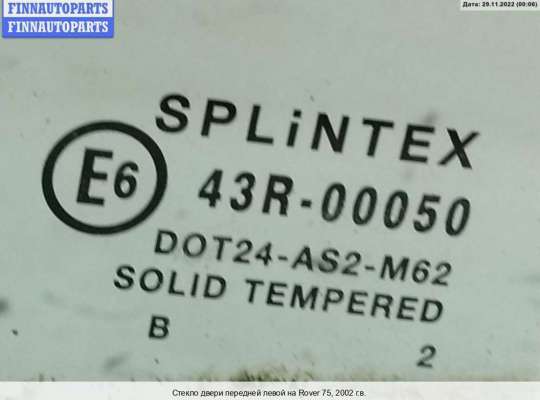 FINNAUTOPARTS
FINNAUTOPARTS
Дата: 29.11.2022 (00:06)
SPLiNTEX
E6
43R-00050
DOT24-AS2-M62
SOLID TEMPERED
B
2
Стекло двери передней левой на Rover 75, 2002 г.в.